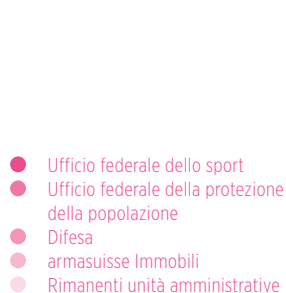 Ufficio federale dello sport
Ufficio federale della protezione
della popolazione
Difesa
armasuisse Immobili
Rimanenti unità amministrative